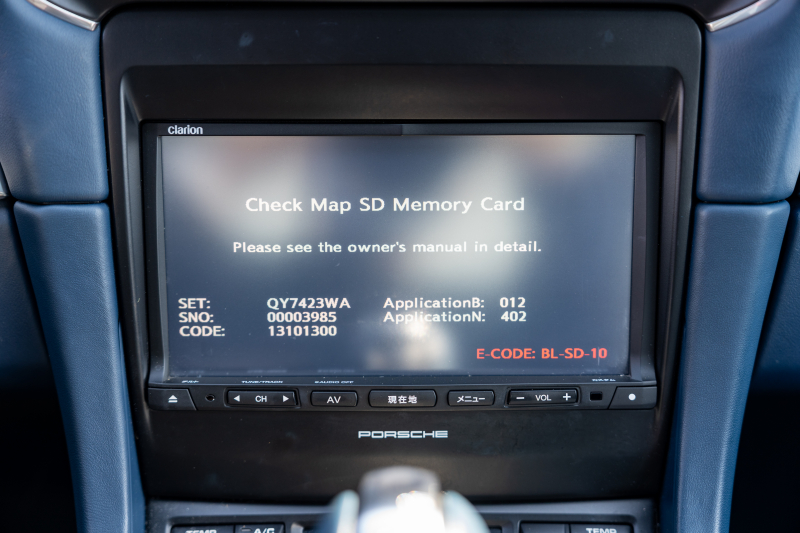 clarion
Check Map SD Memory Card
Please see the owner's manual in detail.
SET: QY7423WA ApplicationB: 012
SNO: 00003985 ApplicationN: 402
CODE: 13101300
E-CODE: BL-SD-10
TUNE/TRACK
CH AV 現在地 メニュー − VOL +
PORSCHE
TEMP A/C TEMP